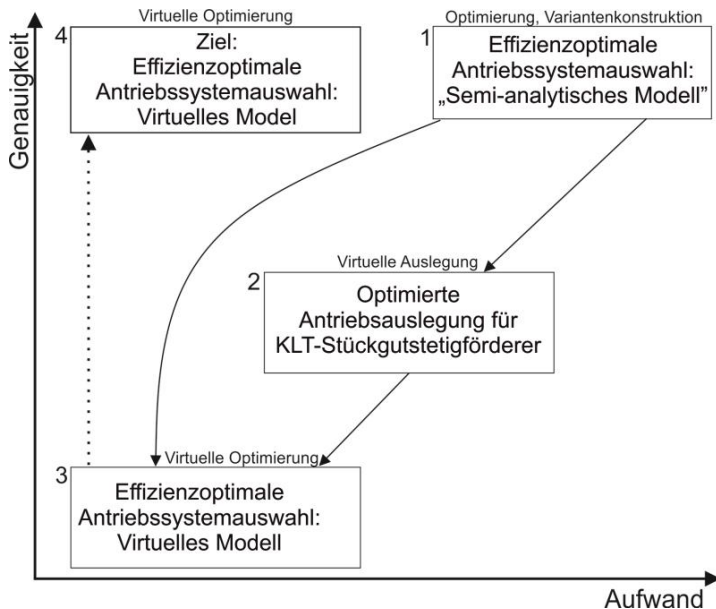 Genauigkeit
4
Virtuelle Optimierung
Ziel:
Effizienzoptimale
Antriebssystemauswahl:
Virtuelles Model
1
Optimierung, Variantenkonstruktion
Effizienzoptimale
Antriebssystemauswahl:
„Semi-analytisches Modell”
2
Virtuelle Auslegung
Optimierte
Antriebsauslegung für
KLT-Stückgutstetigförderer
3
Virtuelle Optimierung
Effizienzoptimale
Antriebssystemauswahl:
Virtuelles Modell
Aufwand